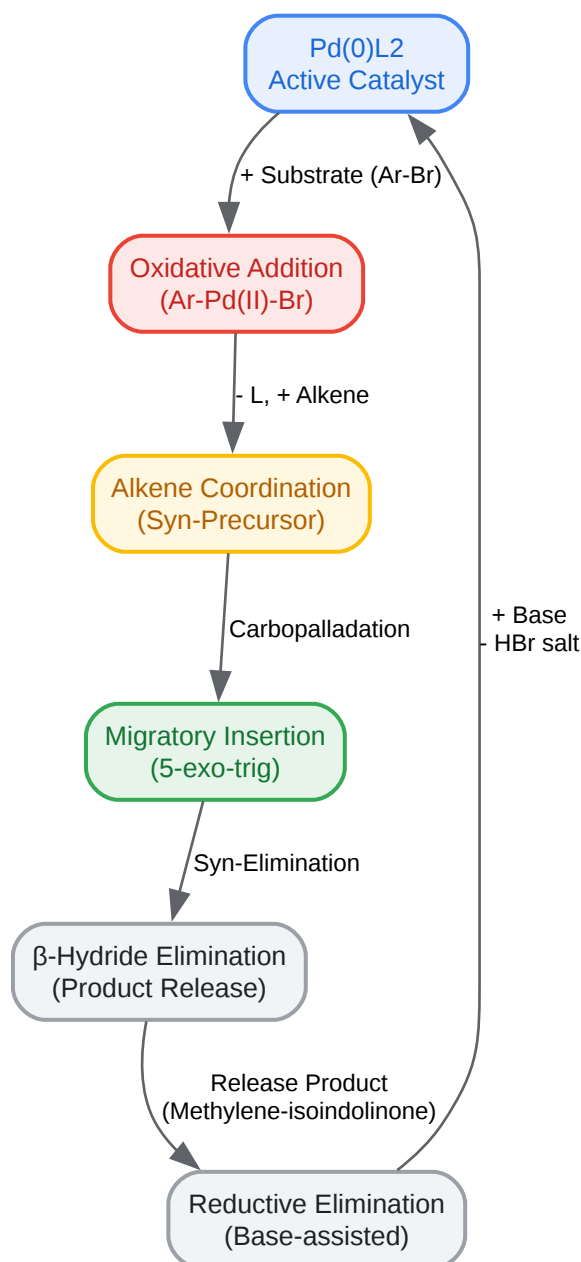 Pd(0)L2
Active Catalyst
+ Substrate (Ar-Br)
Oxidative Addition
(Ar-Pd(II)-Br)
- L, + Alkene
Alkene Coordination
(Syn-Precursor)
Carbopalladation
+ Base
- HBr salt
Migratory Insertion
(5-exo-trig)
Syn-Elimination
β-Hydride Elimination
(Product Release)
Release Product
(Methylene-isoindolinone)
Reductive Elimination
(Base-assisted)